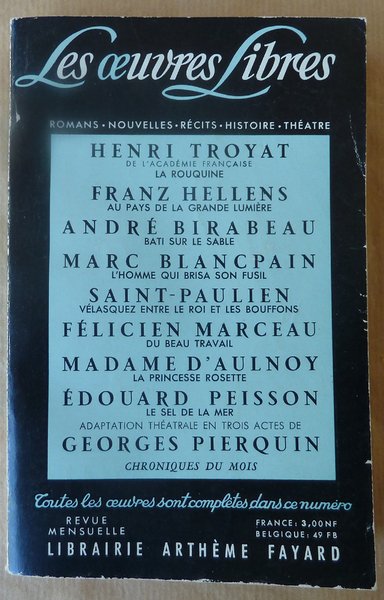 Les œuvres Libres
ROMANS • NOUVELLES • RÉCITS • HISTOIRE • THÉATRE
HENRI TROYAT
DE L'ACADÉMIE FRANÇAISE
LA ROUQUINE
FRANZ HELLENS
AU PAYS DE LA GRANDE LUMIÈRE
ANDRÉ BIRABEAU
BATI SUR LE SABLE
MARC BLANCPAIN
L'HOMME QUI BRISA SON FUSIL
SAINT-PAULIEN
VÉLASQUEZ ENTRE LE ROI ET LES BOUFFONS
FÉLICIEN MARCEAU
DU BEAU TRAVAIL
MADAME D'AULNOY
LA PRINCESSE ROSETTE
ÉDOUARD PEISSON
LE SEL DE LA MER
ADAPTATION THÉATRALE EN TROIS ACTES DE
GEORGES PIERQUIN
CHRONIQUES DU MOIS
Toutes les œuvres sont complètes dans ce numéro
REVUE
MENSUELLE
FRANCE : 3,00 NF
BELGIQUE : 49 FB
LIBRAIRIE ARTHÈME FAYARD